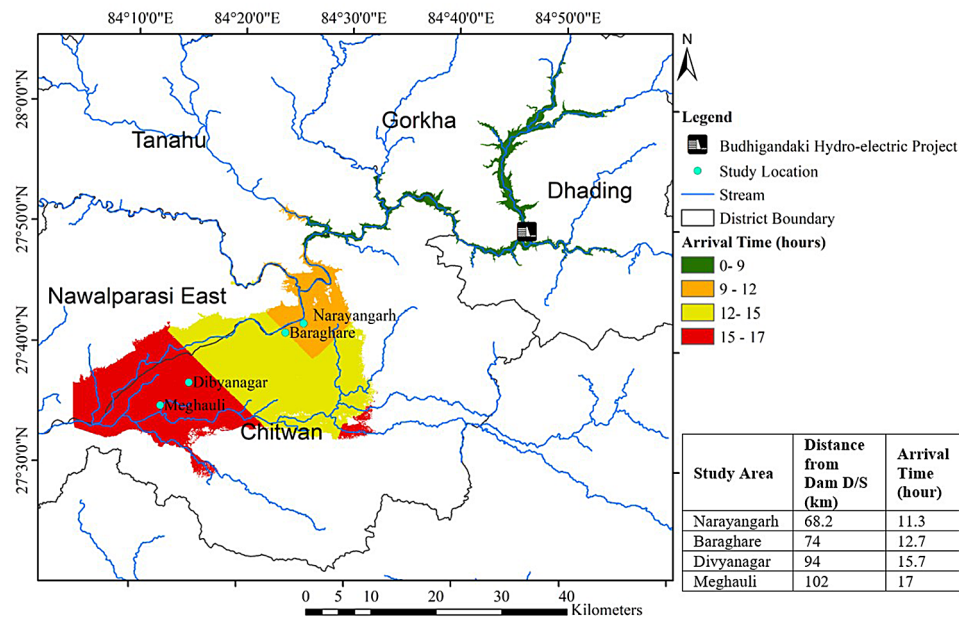 84°10'0"E 84°20'0"E 84°30'0"E 84°50'0"E
N
28°0'0"N
27°50'0"N
27°40'0"N
27°30'0"N
Gorkha
Tanahu
Dhading
Nawalparasi East
Narayangarh
Baraghare
Dibyanagar
Meghauli
Chitwan
Legend
Budhigandaki Hydro-electric Project
Study Location
Stream
District Boundary
Arrival Time (hours)
0- 9
9 - 12
12- 15
15 - 17
Study Area Distance from Dam D/S (km) Arrival Time (hour)
Narayangarh 68.2 11.3
Baraghare 74 12.7
Divyanagar 94 15.7
Meghauli 102 17
0 5 10 20 30 40
Kilometers